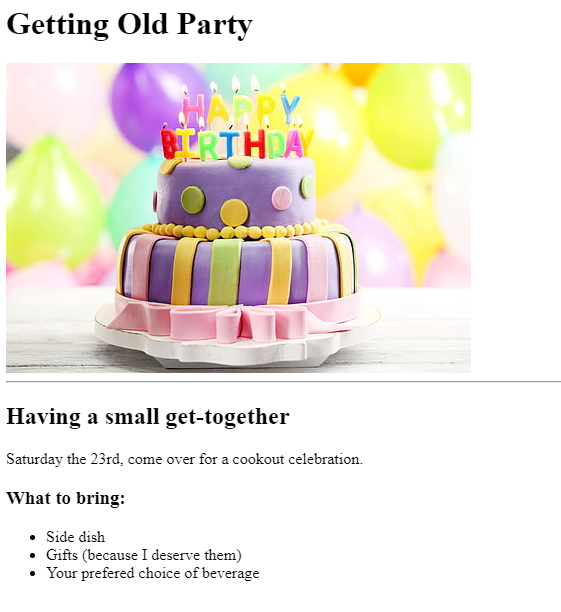 Getting Old Party
HAPPY
BIRTHDAY
Having a small get-together
Saturday the 23rd, come over for a cookout celebration.
What to bring:
Side dish
Gifts (because I deserve them)
Your prefered choice of beverage